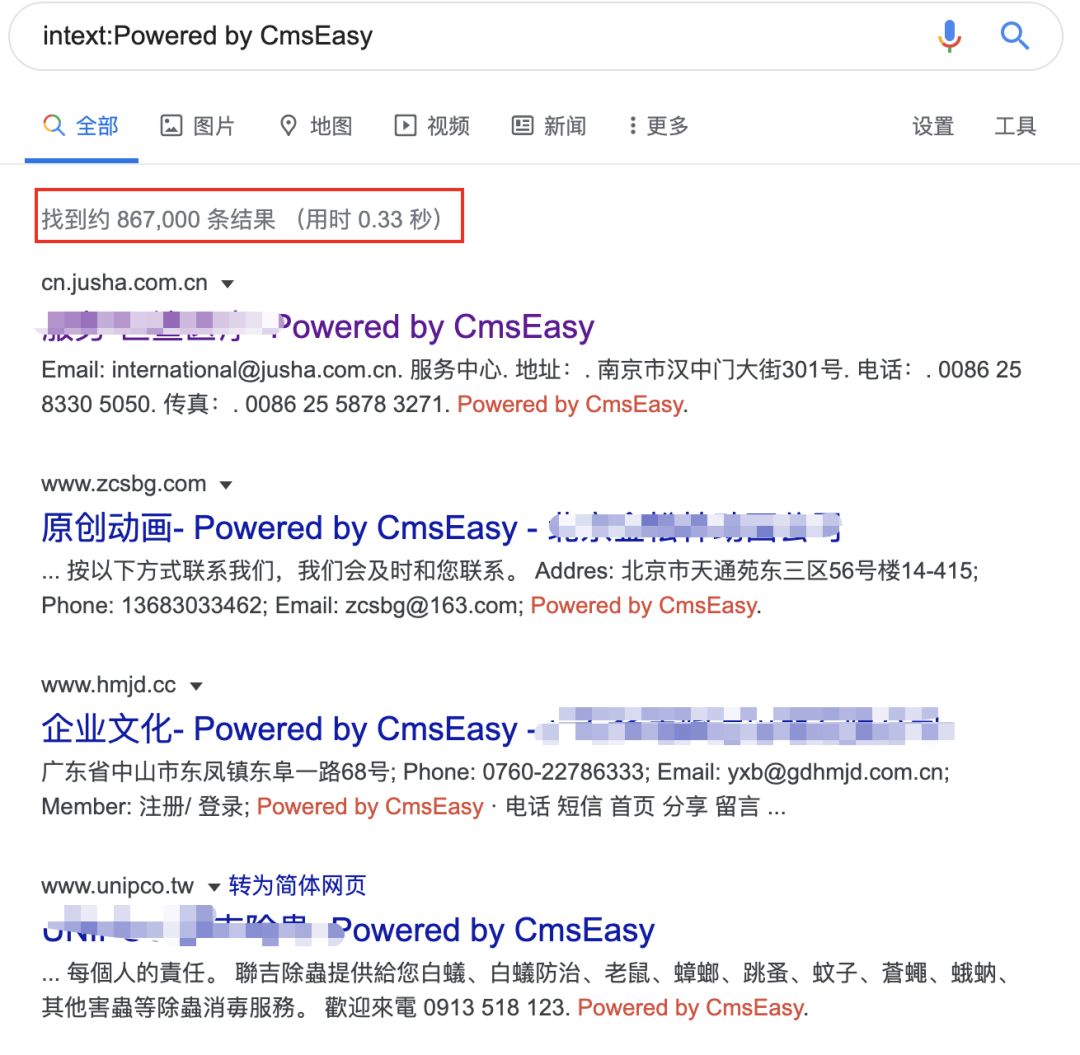 intext:Powered by CmsEasy
全部 图片 地图 视频 新闻 更多 设置 工具
找到约 867,000 条结果 （用时 0.33 秒）
cn.jusha.com.cn
Powered by CmsEasy
Email: international@jusha.com.cn. 服务中心. 地址：. 南京市汉中门大街301号. 电话：. 0086 25
8330 5050. 传真：. 0086 25 5878 3271. Powered by CmsEasy.
www.zcsbg.com
原创动画- Powered by CmsEasy -
... 按以下方式联系我们，我们会及时和您联系。 Addres: 北京市天通苑东三区56号楼14-415;
Phone: 13683033462; Email: zcsbg@163.com; Powered by CmsEasy.
www.hmjd.cc
企业文化- Powered by CmsEasy -
广东省中山市东凤镇东阜一路68号; Phone: 0760-22786333; Email: yxb@gdhmjd.com.cn;
Member: 注册/ 登录; Powered by CmsEasy · 电话 短信 首页 分享 留言 ...
www.unipco.tw 转为简体网页
Powered by CmsEasy
... 每個人的責任。 聯吉除蟲提供給您白蟻、白蟻防治、老鼠、蟑螂、跳蚤、蚊子、蒼蠅、蛾蚋、
其他害蟲等除蟲消毒服務。 歡迎來電 0913 518 123. Powered by CmsEasy.